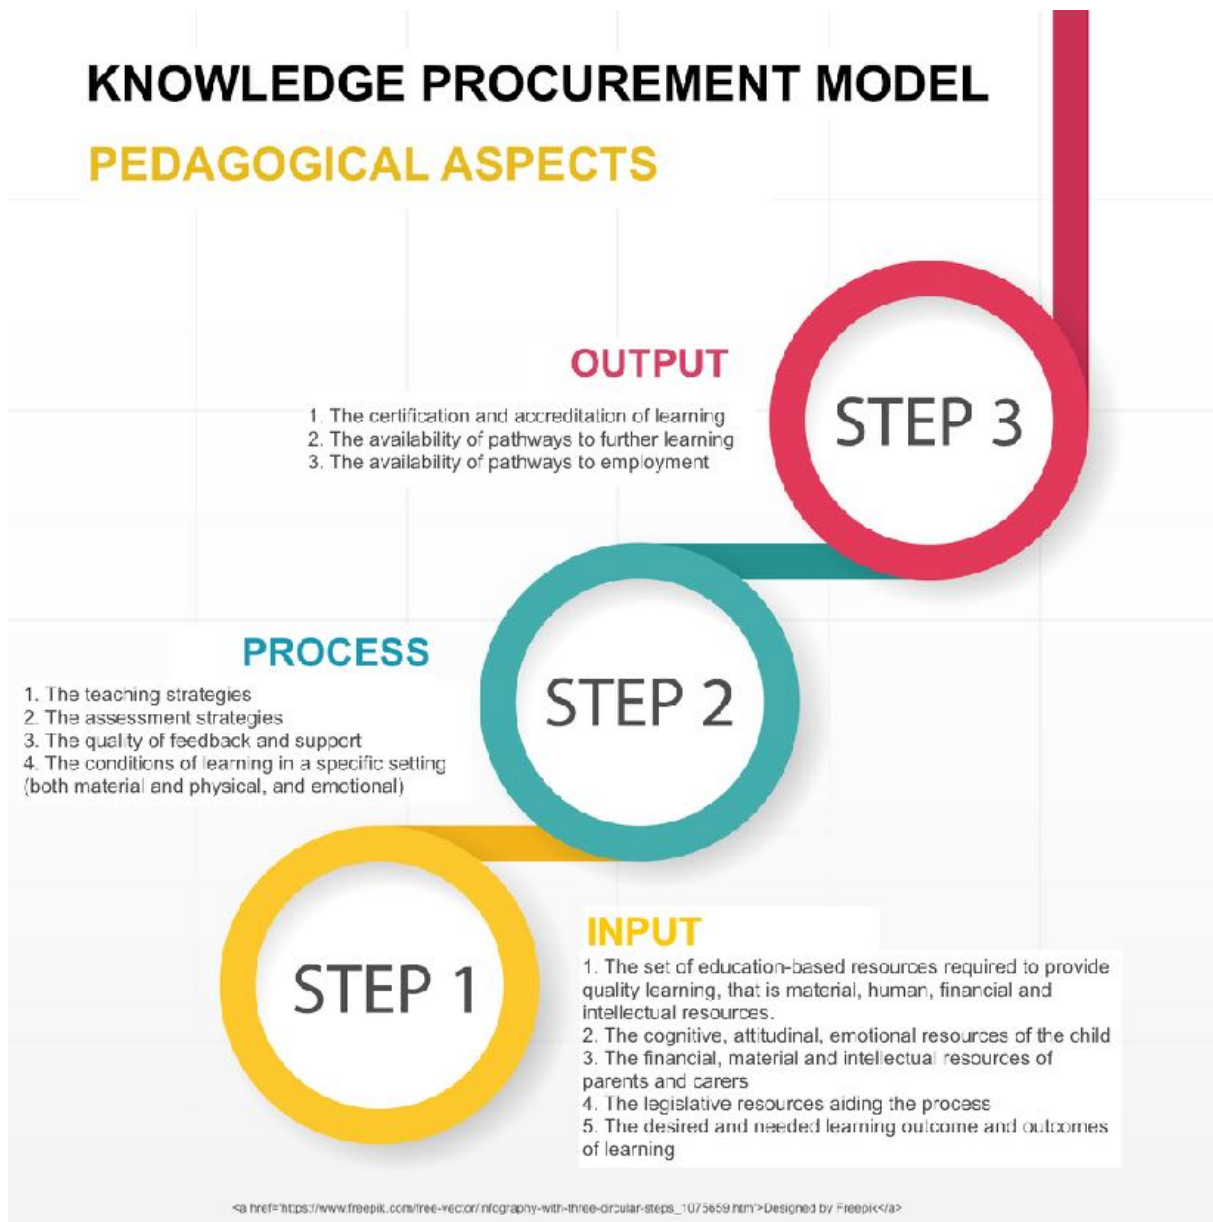 KNOWLEDGE PROCUREMENT MODEL
PEDAGOGICAL ASPECTS
OUTPUT
1. The certification and accreditation of learning
2. The availability of pathways to further learning
3. The availability of pathways to employment
STEP 3
PROCESS
1. The teaching strategies
2. The assessment strategies
3. The quality of feedback and support
4. The conditions of learning in a specific setting
(both material and physical, and emotional)
STEP 2
STEP 1
INPUT
1. The set of education-based resources required to provide
quality learning, that is material, human, financial and
intellectual resources.
2. The cognitive, attitudinal, emotional resources of the child
3. The financial, material and intellectual resources of
parents and carers
4. The legislative resources aiding the process
5. The desired and needed learning outcome and outcomes
of learning
<a href='https://www.freepik.com/free-vector/infography-with-three-circular-steps_1075659.htm'>Designed by Freepik</a>